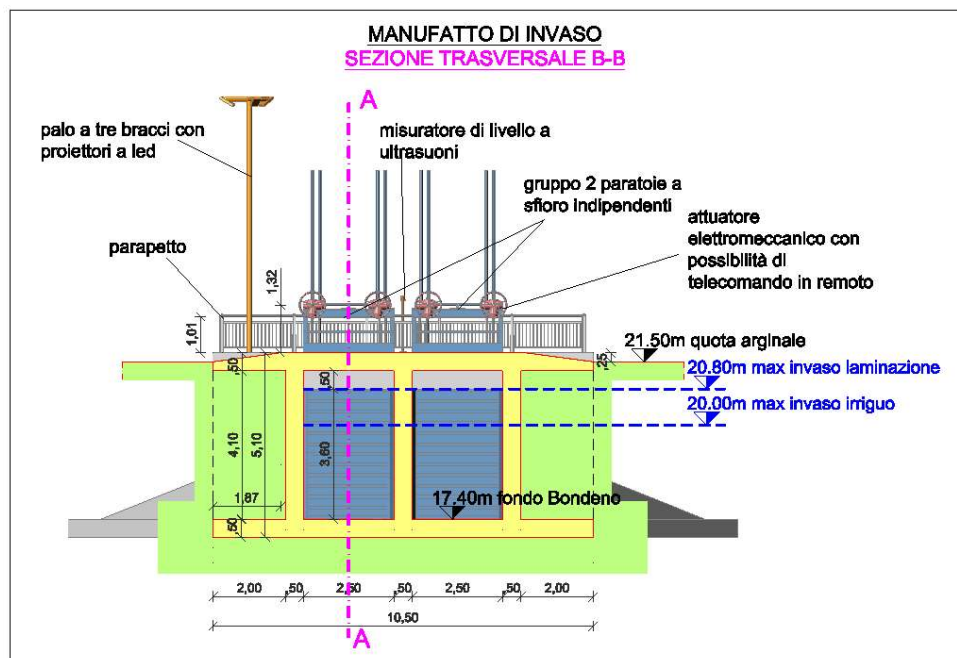 MANUFATTO DI INVASO
SEZIONE TRASVERSALE B-B
A
palo a tre bracci con
proiettori a led
misuratore di livello a
ultrasuoni
gruppo 2 paratoie a
sfioro indipendenti
attuatore
elettromeccanico con
possibilità di
telecomando in remoto
parapetto
1,32
1,01
21.50m quota arginale
,25
20.80m max invaso laminazione
20.00m max invaso irriguo
,50
,50
4,10
5,10
3,60
1,87
17.40m fondo Bondeno
,50
2,00
,50
2,50
,50
2,50
,50
2,00
10,50
A